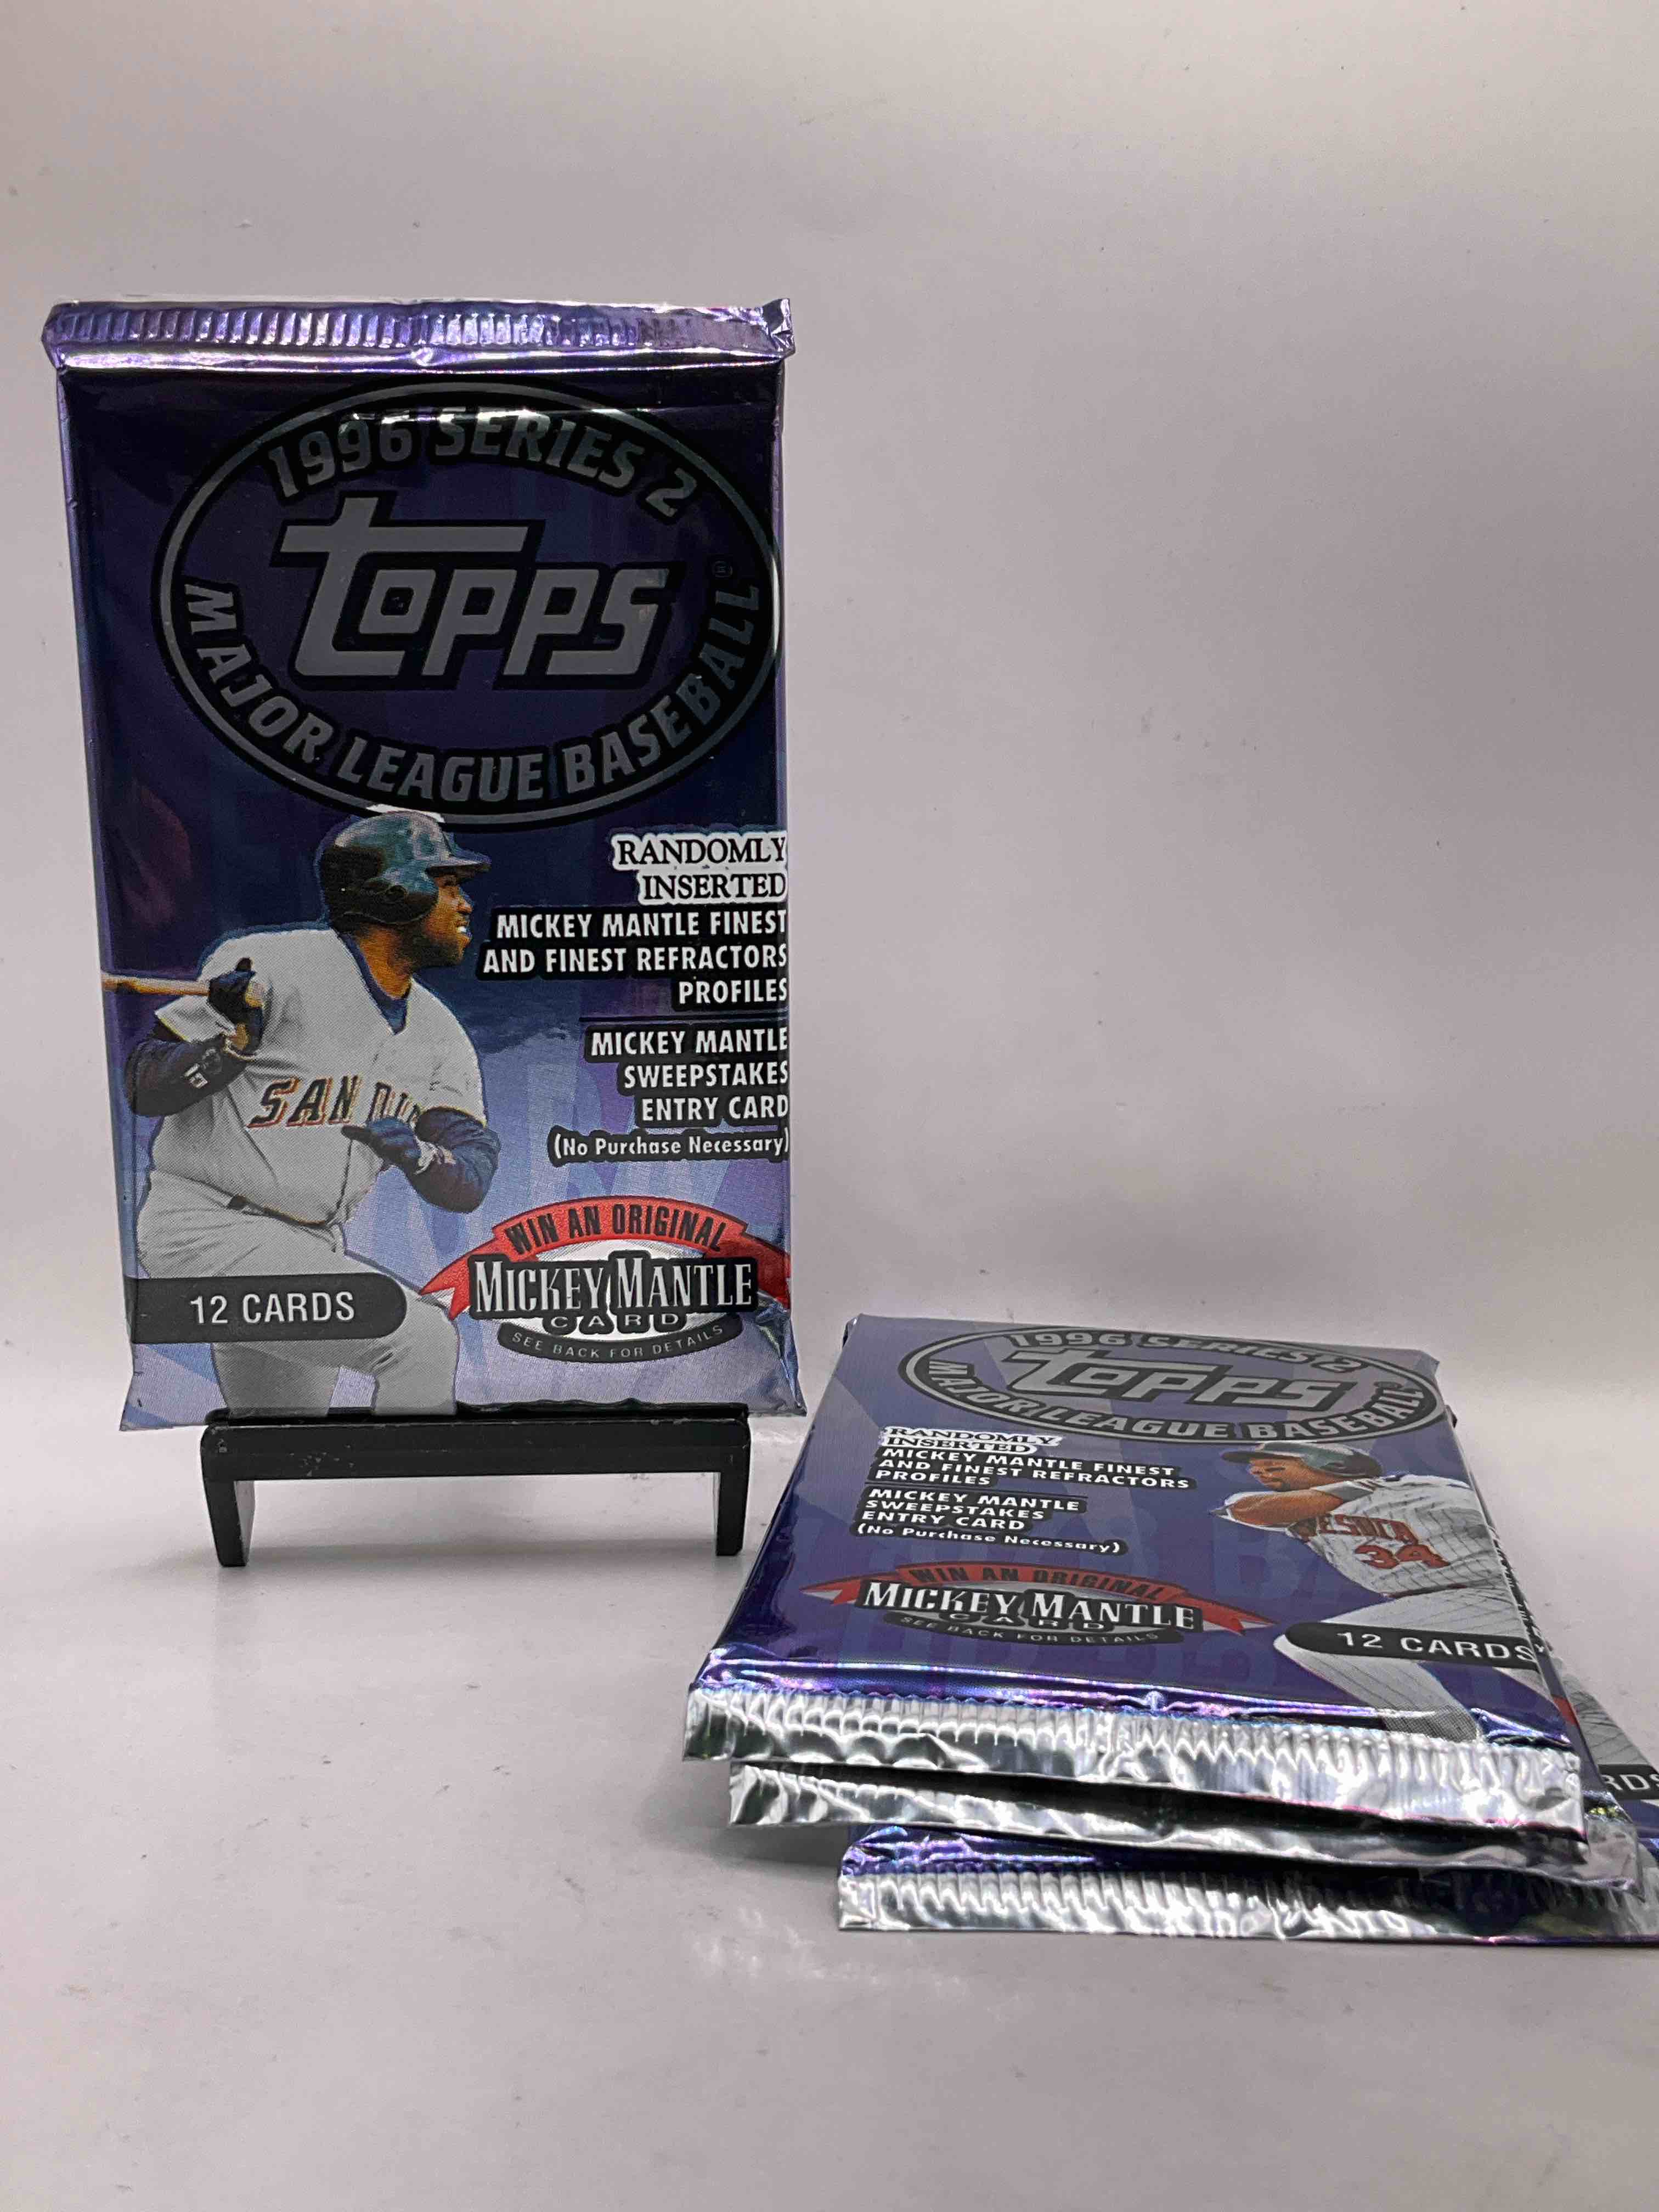 1996 SERIES 2
topps
MAJOR LEAGUE BASEBALL®
RANDOMLY
INSERTED
MICKEY MANTLE FINEST
AND FINEST REFRACTORS
PROFILES
MICKEY MANTLE
SWEEPSTAKES
ENTRY CARD
(No Purchase Necessary)
SAN DIE
WIN AN ORIGINAL
MICKEY MANTLE
CARD
SEE BACK FOR DETAILS
12 CARDS
1996 SERIES 2
topps
MAJOR LEAGUE BASEBALL
RANDOMLY
INSERTED
MICKEY MANTLE FINEST
AND FINEST REFRACTORS
PROFILES
MICKEY MANTLE
SWEEPSTAKES
ENTRY CARD
(No Purchase Necessary)
34
WIN AN ORIGINAL
MICKEY MANTLE
CARD
SEE BACK FOR DETAILS
12 CARDS
RDS